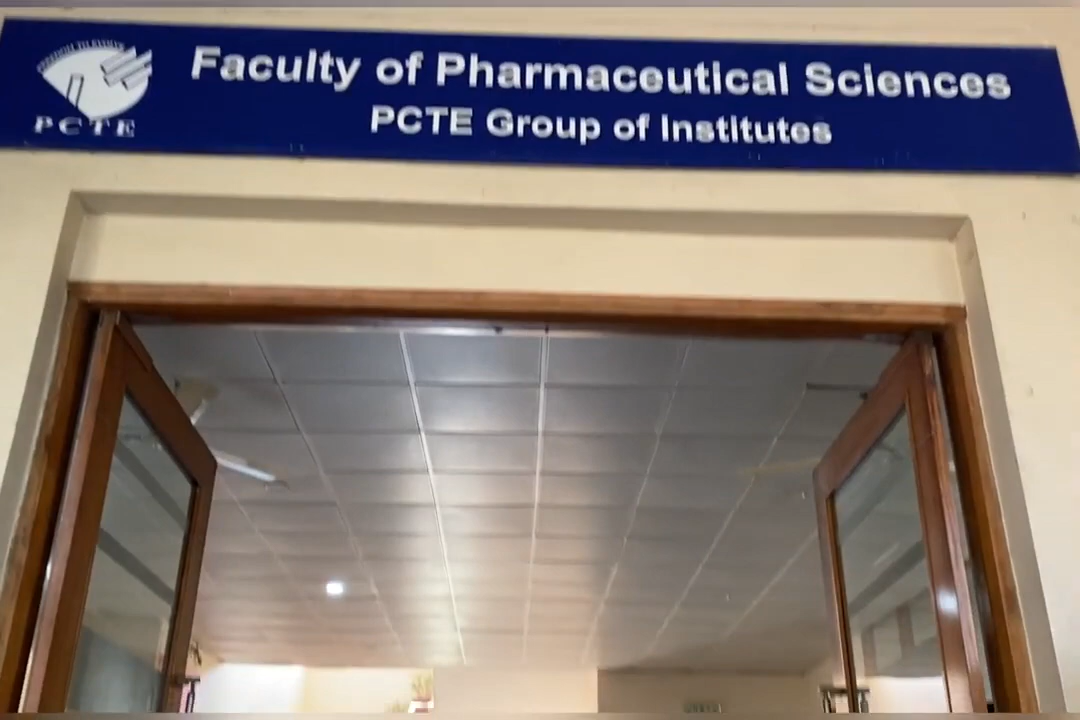 Faculty of Pharmaceutical Sciences
PCTE Group of Institutes
PCTE